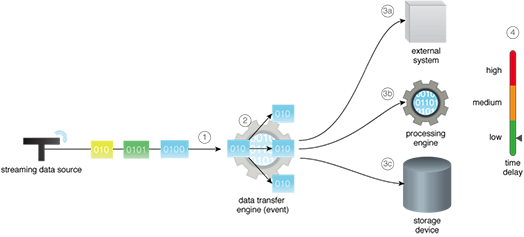 3a
4
external
system
high
1
2
3b
medium
010
0101
0100
010
010
010
010
low
streaming data source
processing
engine
time
delay
data transfer
engine (event)
3c
storage
device